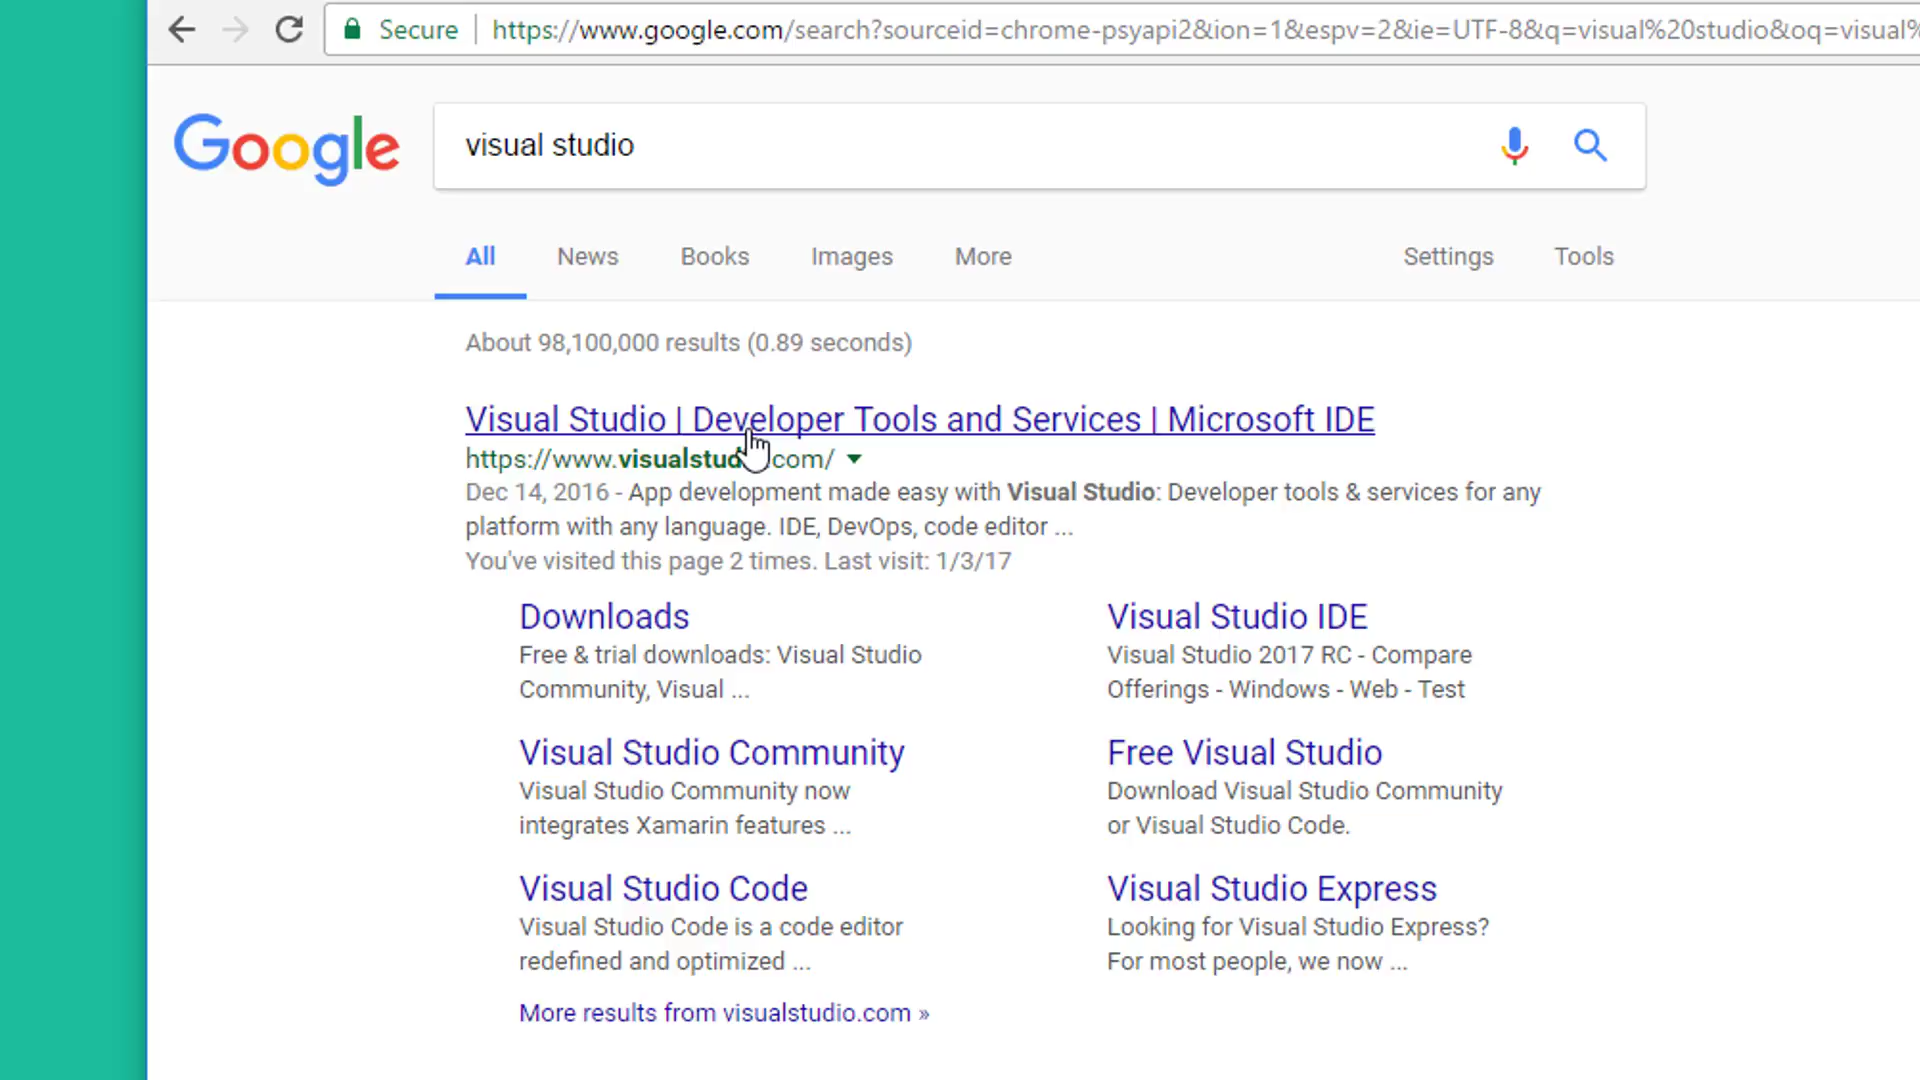 Secure https://www.google.com/search?sourceid=chrome-psyapi2&ion=1&espv=2&ie=UTF-8&q=visual%20studio&oq=visual%
Google visual studio
All News Books Images More Settings Tools
About 98,100,000 results (0.89 seconds)
Visual Studio | Developer Tools and Services | Microsoft IDE
https://www.visualstud .com/
Dec 14, 2016 - App development made easy with Visual Studio: Developer tools & services for any
platform with any language. IDE, DevOps, code editor ...
You've visited this page 2 times. Last visit: 1/3/17
Downloads
Free & trial downloads: Visual Studio
Community, Visual ...
Visual Studio IDE
Visual Studio 2017 RC - Compare
Offerings - Windows - Web - Test
Visual Studio Community
Visual Studio Community now
integrates Xamarin features ...
Free Visual Studio
Download Visual Studio Community
or Visual Studio Code.
Visual Studio Code
Visual Studio Code is a code editor
redefined and optimized ...
Visual Studio Express
Looking for Visual Studio Express?
For most people, we now ...
More results from visualstudio.com »